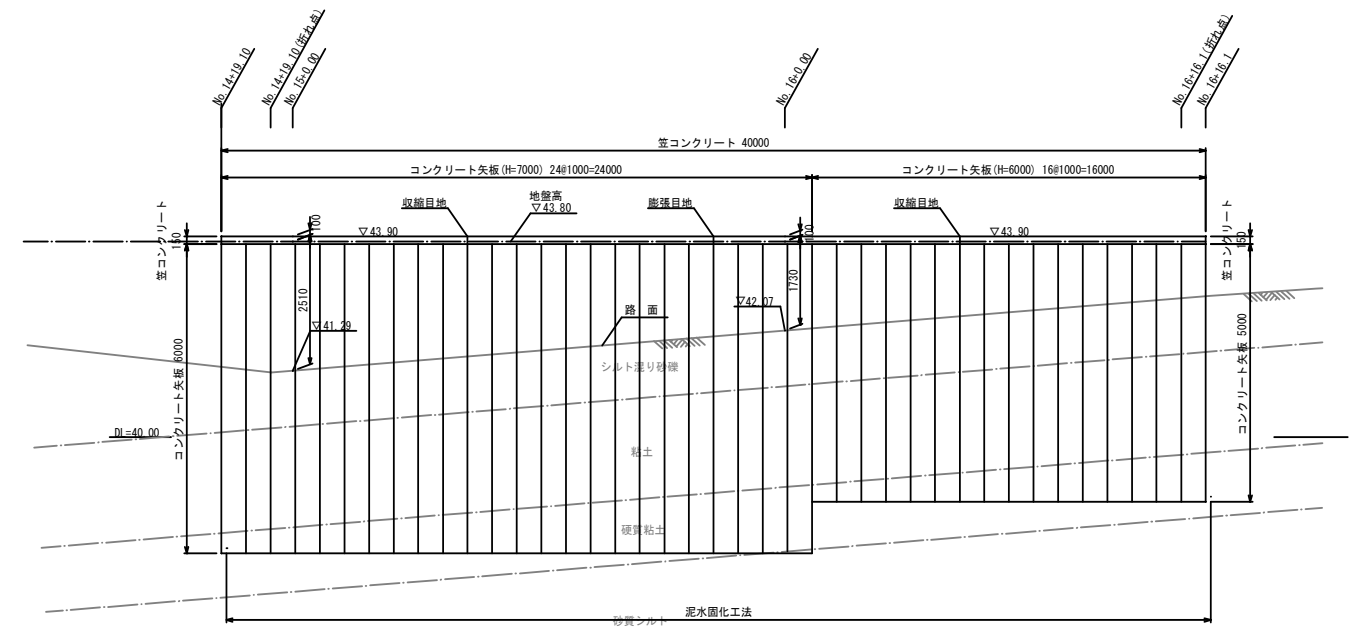 No.14+19.10
No.14+19.10(折れ点)
No.15+0.00
No.16+0.00
No.16+16.1(折れ点)
No.16+16.1
笠コンクリート 40000
コンクリート矢板(H=7000) 24@1000=24000
コンクリート矢板(H=6000) 16@1000=16000
笠コンクリート
150
100
▽43.90
収縮目地
地盤高
▽43.80
膨張目地
100
収縮目地
▽43.90
笠コンクリート
150
2510
▽41.29
路 面
1730
▽42.07
コンクリート矢板 6000
シルト混り砂礫
コンクリート矢板 5000
DL=40.00
粘土
硬質粘土
泥水固化工法
砂質シルト